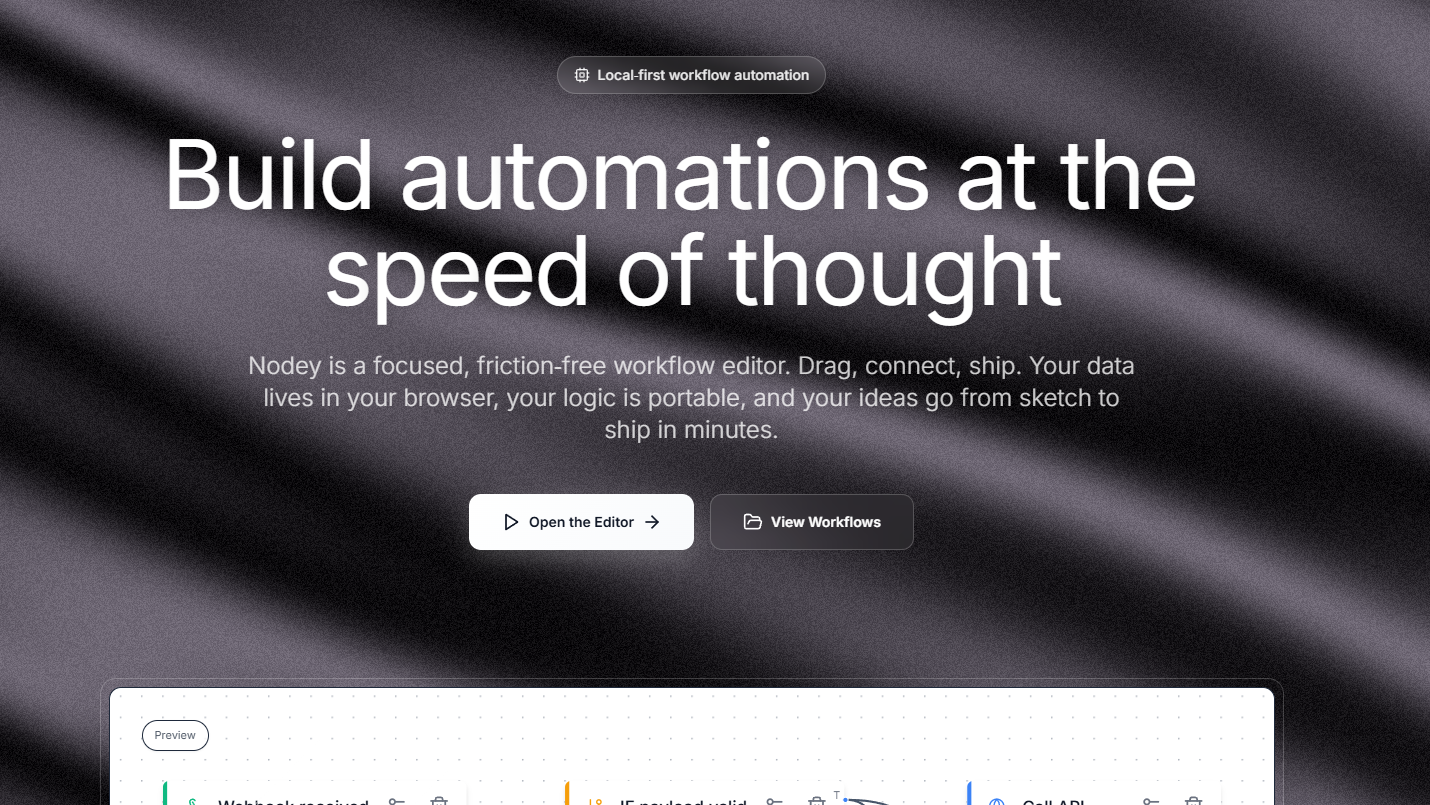 Local-first workflow automation
Build automations at the
speed of thought
Nodey is a focused, friction-free workflow editor. Drag, connect, ship. Your data
lives in your browser, your logic is portable, and your ideas go from sketch to
ship in minutes.
Open the Editor
View Workflows
Preview
T
Webhook received
IF payload valid
Call API